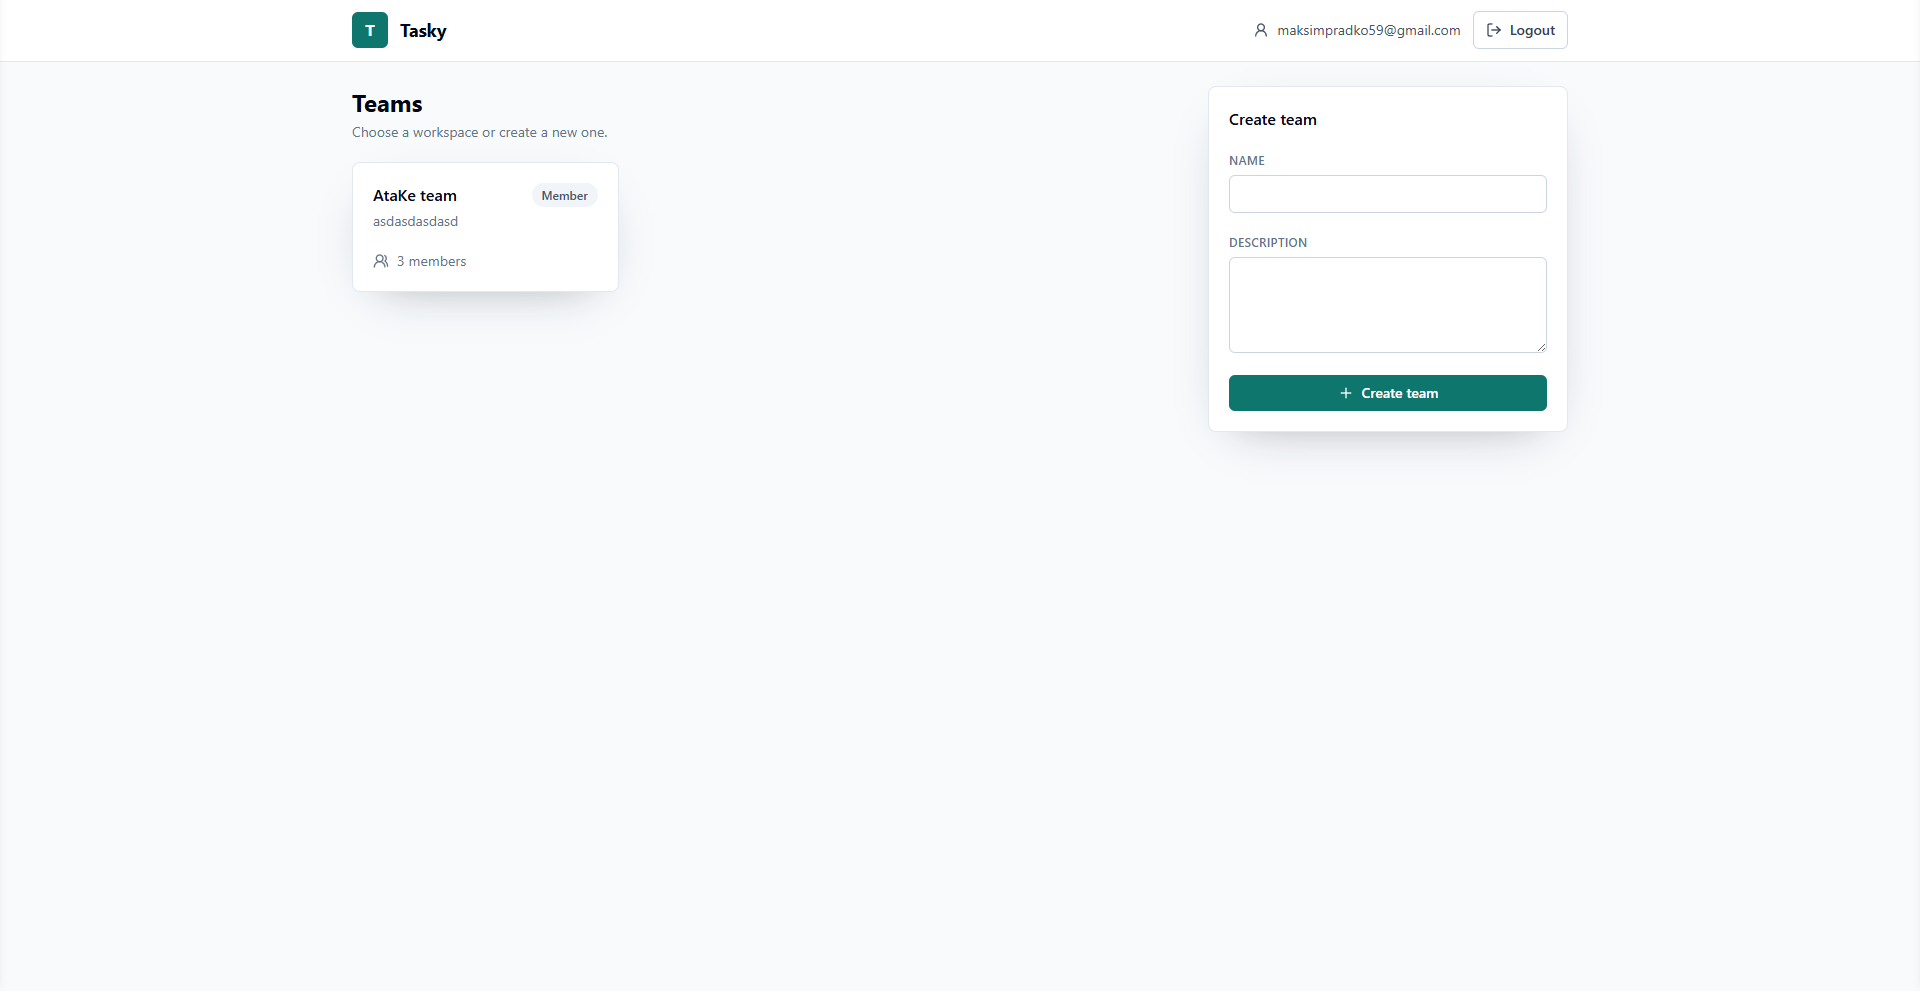 T Tasky
maksimpradko59@gmail.com
Logout
Teams
Choose a workspace or create a new one.
AtaKe team
Member
asdasdasdasd
3 members
Create team
NAME
DESCRIPTION
Create team